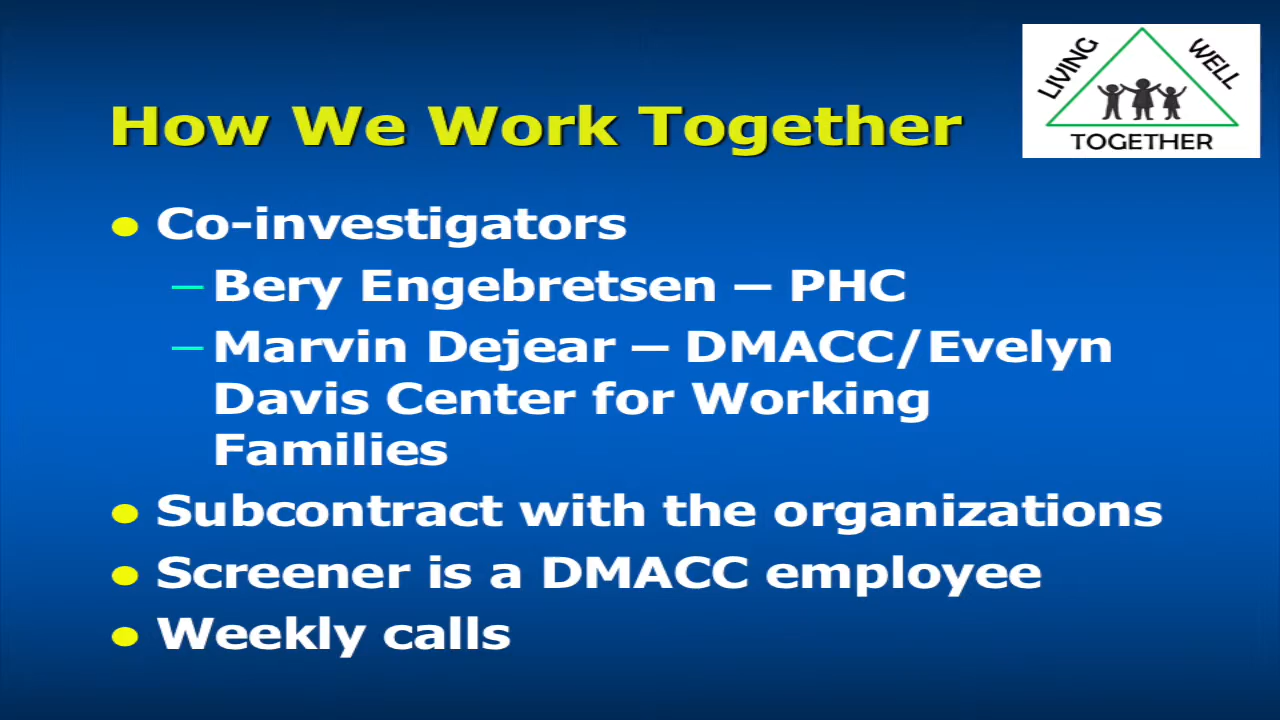 LIVING
WELL
TOGETHER
How We Work Together
Co-investigators
– Bery Engebretsen – PHC
– Marvin Dejear – DMACC/Evelyn
Davis Center for Working
Families
Subcontract with the organizations
Screener is a DMACC employee
Weekly calls